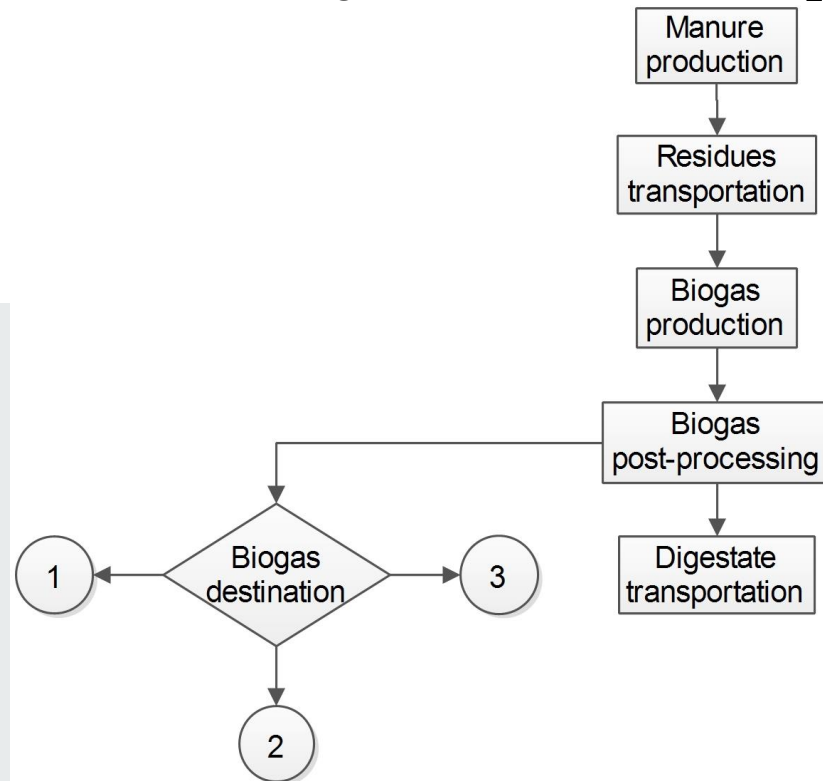 Manure
production
Residues
transportation
Biogas
production
Biogas
post-processing
Digestate
transportation
Biogas
destination
1
3
2